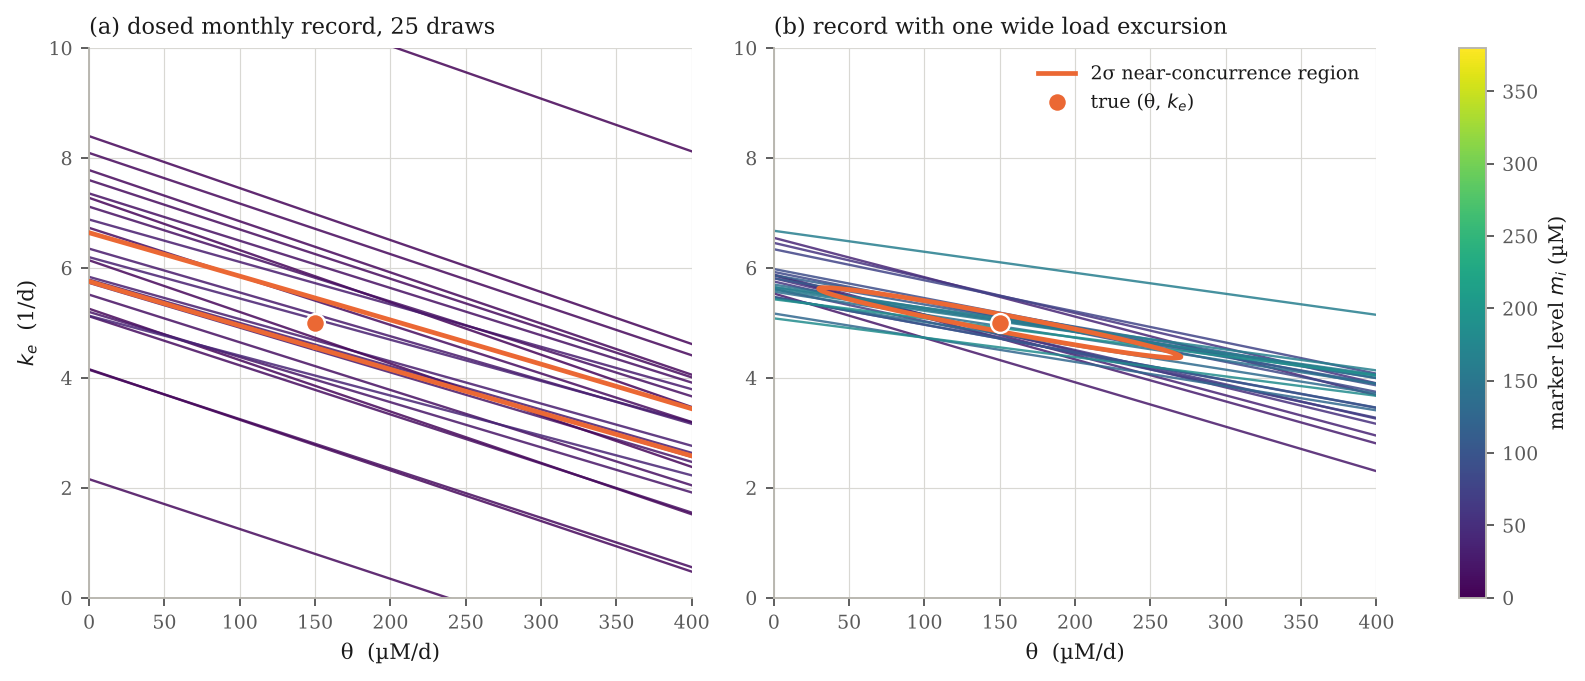 (a) dosed monthly record, 25 draws
10
8
6
4
2
0
kₑ (1/d)
0 50 100 150 200 250 300 350 400
θ (µM/d)
(b) record with one wide load excursion
2σ near-concurrence region
true (θ, kₑ)
10
8
6
4
2
0
0 50 100 150 200 250 300 350 400
θ (µM/d)
350
300
250
200
150
100
50
0
marker level mᵢ (µM)